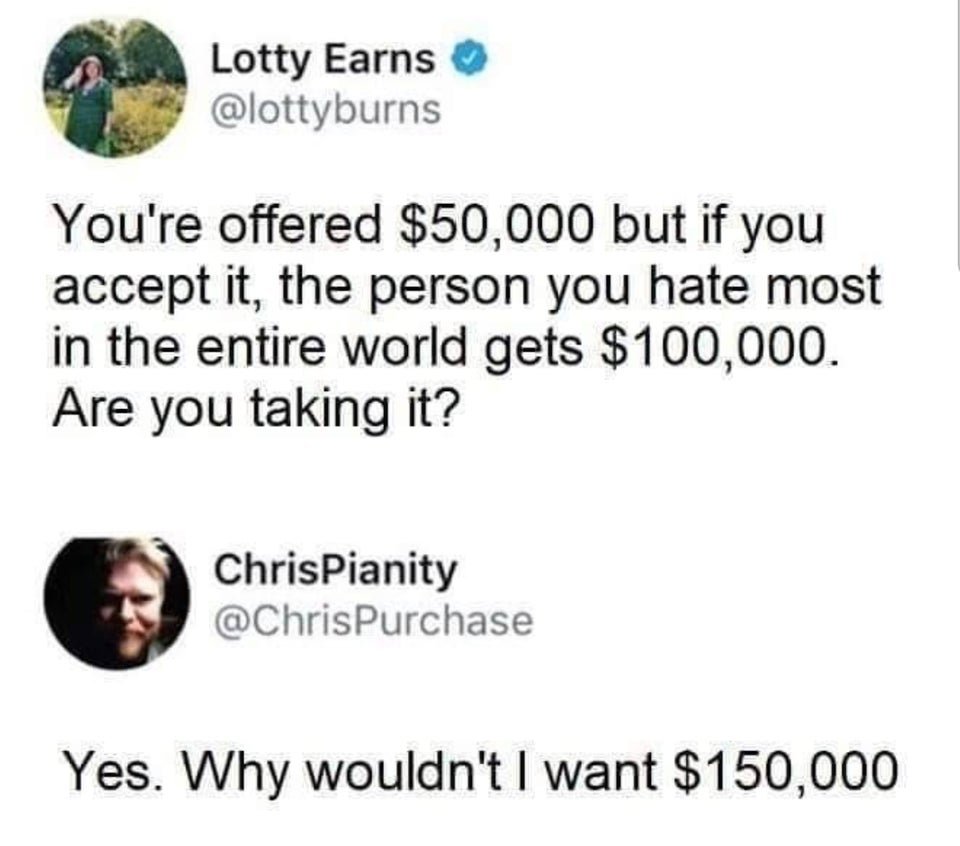 Lotty Earns
@lottyburns
You're offered $50,000 but if you
accept it, the person you hate most
in the entire world gets $100,000.
Are you taking it?
ChrisPianity
@ChrisPurchase
Yes. Why wouldn't I want $150,000